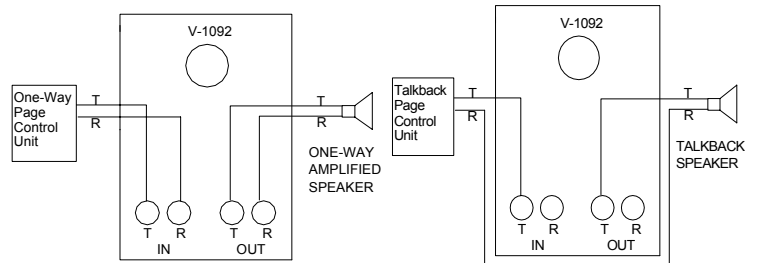 V-1092
One-Way
Page
Control
Unit
T
R
T
R
ONE-WAY
AMPLIFIED
SPEAKER
T R T R
IN OUT
V-1092
Talkback
Page
Control
Unit
T
R
T
R
TALKBACK
SPEAKER
T R T R
IN OUT